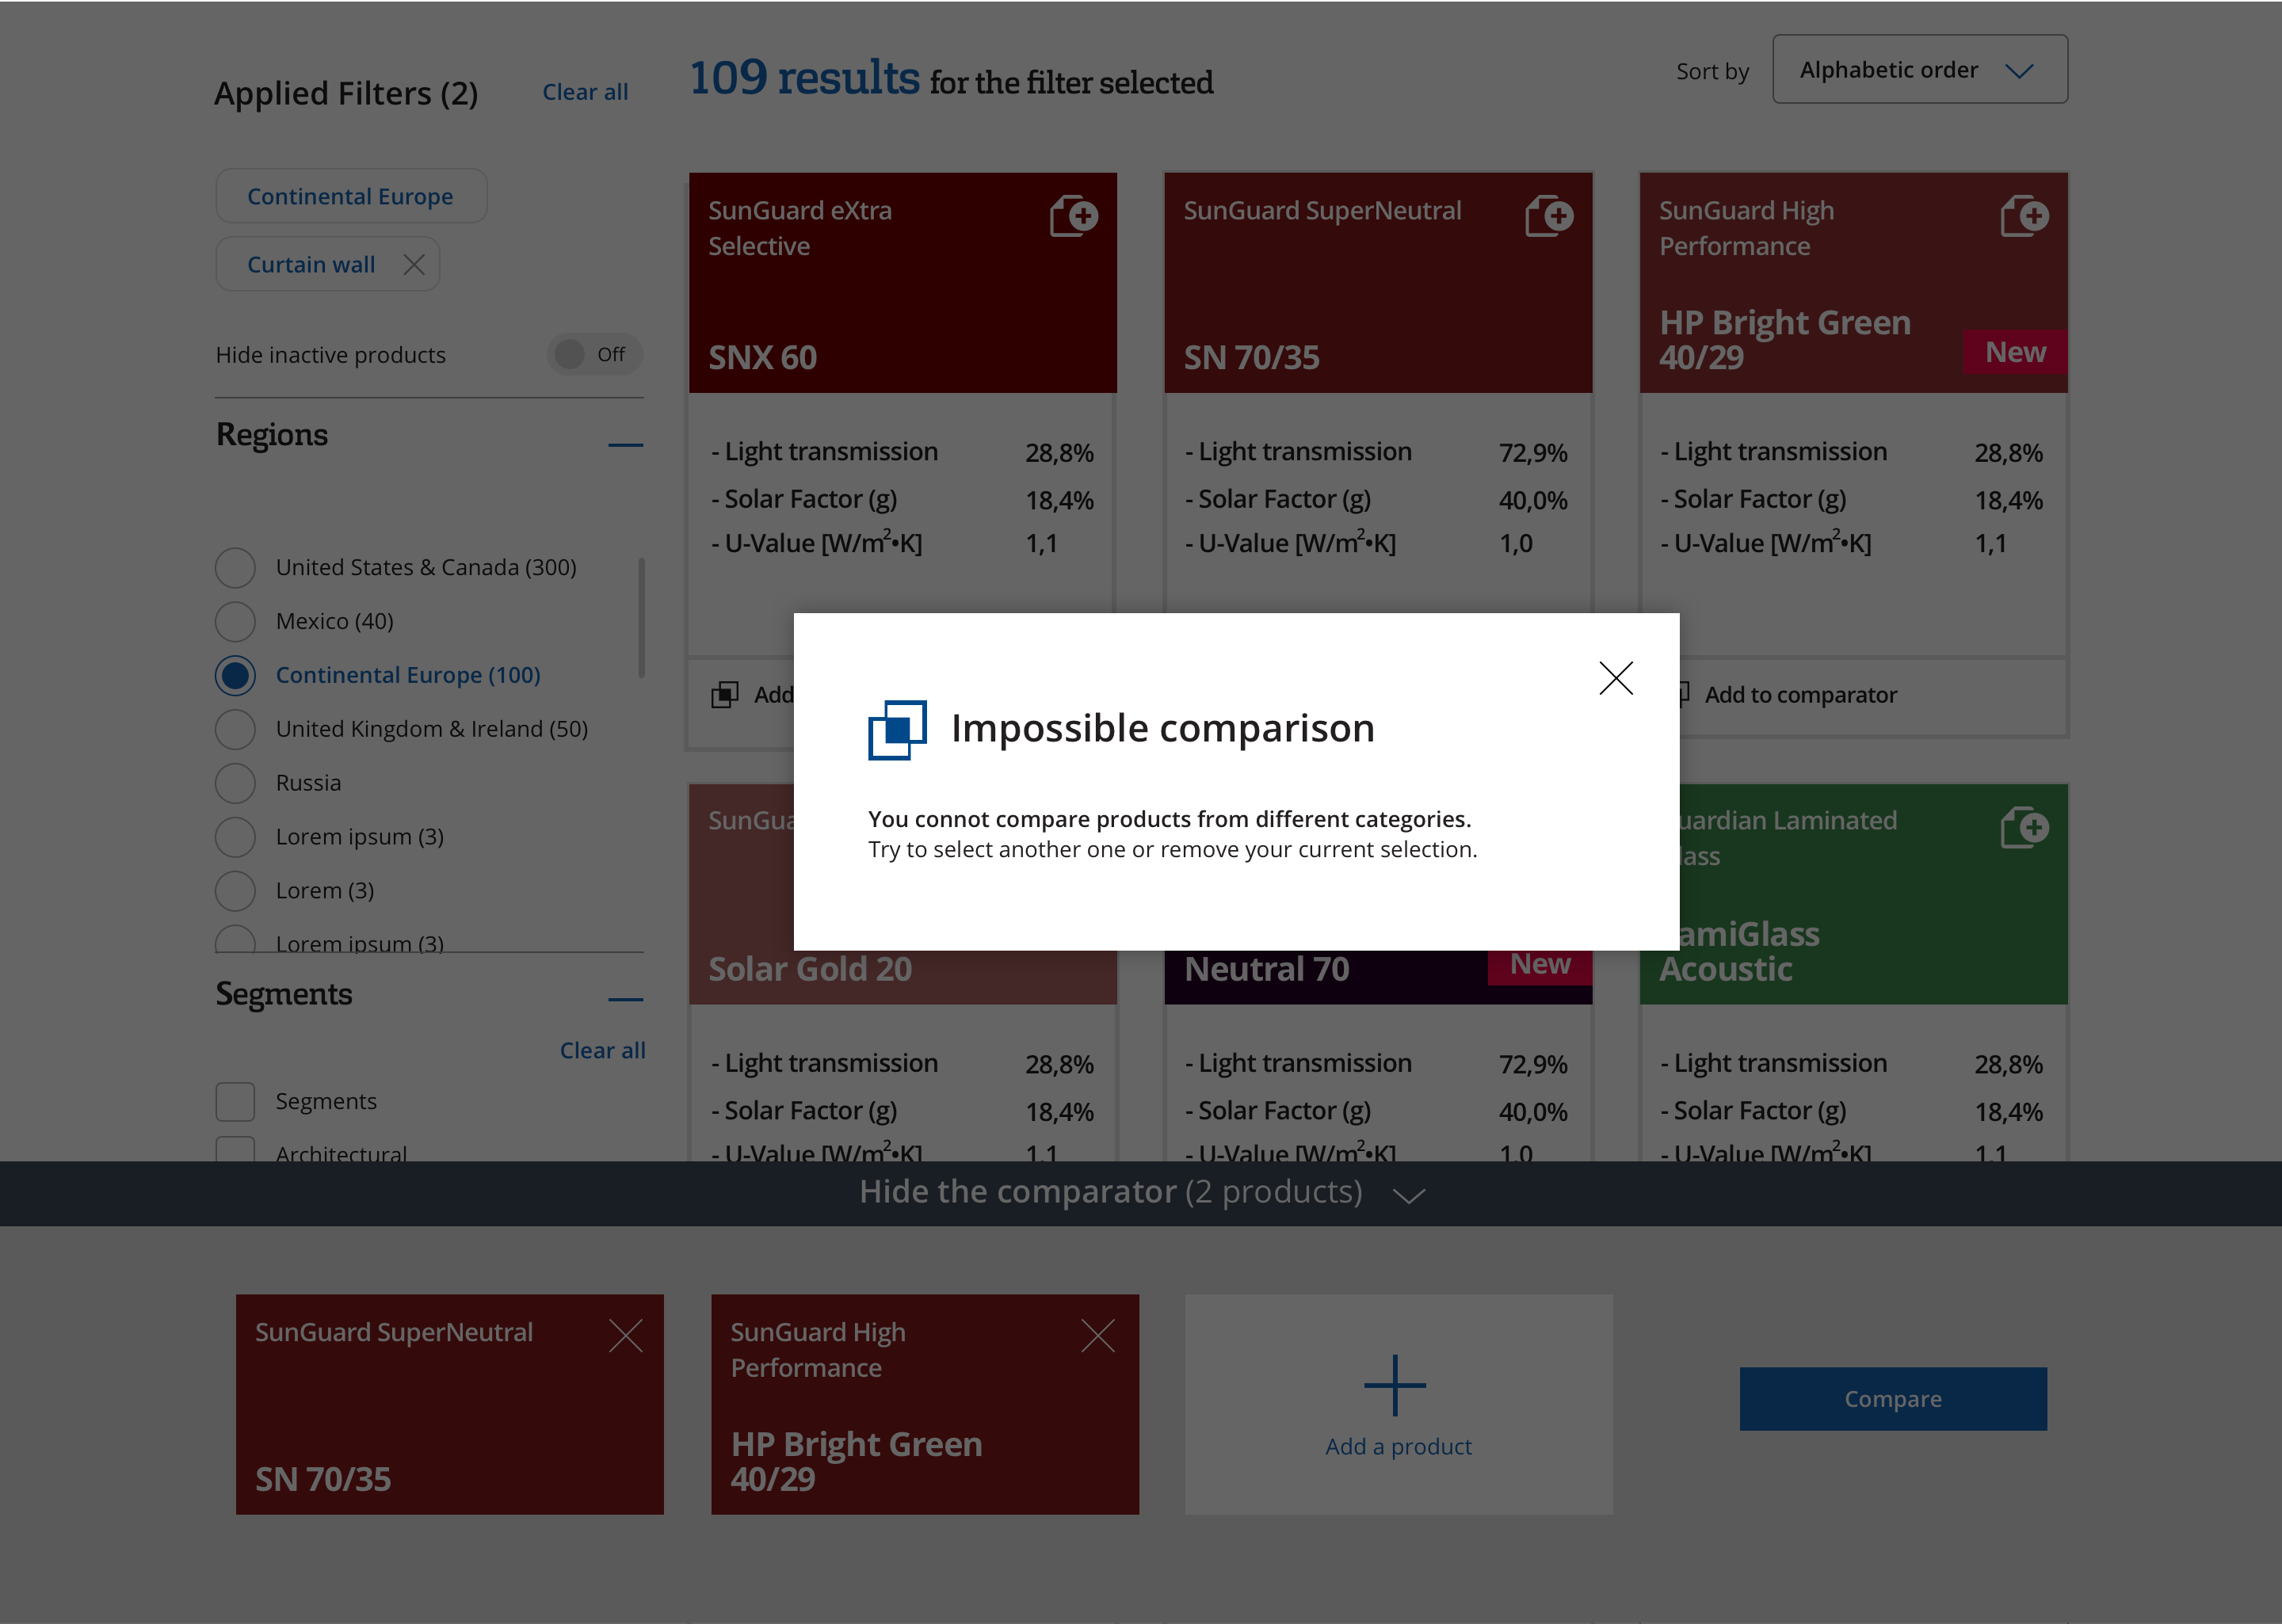 Applied Filters (2)
Clear all
Continental Europe
Curtain wall
Hide inactive products
Off
Regions
United States & Canada (300)
Mexico (40)
Continental Europe (100)
United Kingdom & Ireland (50)
Russia
Lorem ipsum (3)
Lorem (3)
Lorem ipsum (3)
Segments
Clear all
Segments
Architectural
109 results for the filter selected
Sort by
Alphabetic order
SunGuard eXtra
Selective
SNX 60
- Light transmission 28,8%
- Solar Factor (g) 18,4%
- U-Value [W/m²•K] 1,1
Add
SunGuard SuperNeutral
SN 70/35
- Light transmission 72,9%
- Solar Factor (g) 40,0%
- U-Value [W/m²•K] 1,0
SunGuard High
Performance
HP Bright Green
40/29
New
- Light transmission 28,8%
- Solar Factor (g) 18,4%
- U-Value [W/m²•K] 1,1
Add to comparator
Impossible comparison
You connot compare products from different categories.
Try to select another one or remove your current selection.
SunGua
Solar Gold 20
- Light transmission 28,8%
- Solar Factor (g) 18,4%
- U-Value [W/m²•K] 1,1
Neutral 70
New
- Light transmission 72,9%
- Solar Factor (g) 40,0%
- U-Value [W/m²•K] 1,0
uardian Laminated
lass
amiGlass
Acoustic
- Light transmission 28,8%
- Solar Factor (g) 18,4%
- U-Value [W/m²•K] 1,1
Hide the comparator (2 products)
SunGuard SuperNeutral
SN 70/35
SunGuard High
Performance
HP Bright Green
40/29
Add a product
Compare